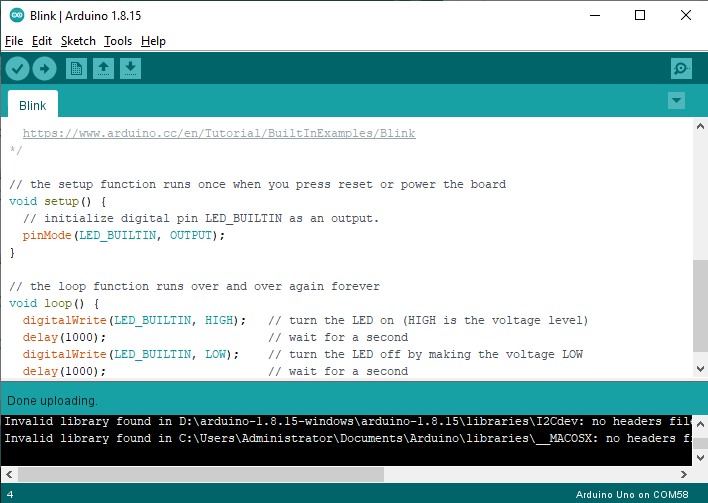 Blink | Arduino 1.8.15
File Edit Sketch Tools Help
Blink
https://www.arduino.cc/en/Tutorial/BuiltInExamples/Blink
*/
// the setup function runs once when you press reset or power the board
void setup() {
  // initialize digital pin LED_BUILTIN as an output.
  pinMode(LED_BUILTIN, OUTPUT);
}
// the loop function runs over and over again forever
void loop() {
  digitalWrite(LED_BUILTIN, HIGH);   // turn the LED on (HIGH is the voltage level)
  delay(1000);                       // wait for a second
  digitalWrite(LED_BUILTIN, LOW);    // turn the LED off by making the voltage LOW
  delay(1000);                       // wait for a second
Done uploading.
Invalid library found in D:\arduino-1.8.15-windows\arduino-1.8.15\libraries\I2Cdev: no headers file
Invalid library found in C:\Users\Administrator\Documents\Arduino\libraries\__MACOSX: no headers f
4 Arduino Uno on COM58